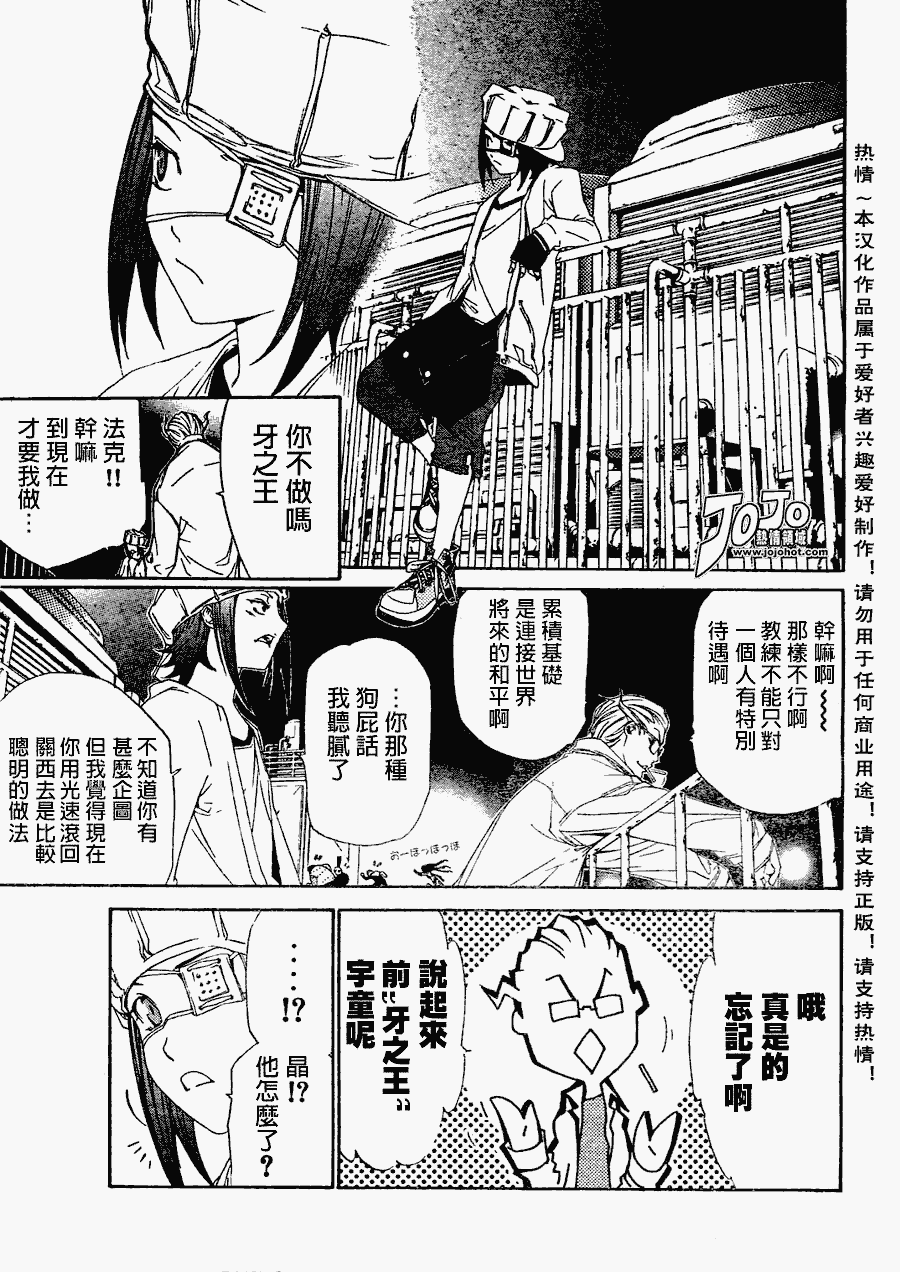 你不做嗎
牙之王
法克!!
幹嘛
到現在
才要我做…
JOJO
熱情領域
www.jojohot.com
幹嘛啊~~
那樣不行啊
教練不能只對
一個人有特別
待遇啊
累積基礎
是連接世界
將來的和平啊
…你那種
狗屁話
我聽膩了
不知道你有
甚麼企圖
但我覺得現在
你用光速滾回
關西去是比較
聰明的做法
おーほっほっほ
哦
真是的
忘記了啊
說起來
前"牙之王"
宇童呢
····!?
晶!?
他怎麼了?
热情~本汉化作品属于爱好者兴趣爱好制作!请勿用于任何商业用途!请支持正版!请支持热情!